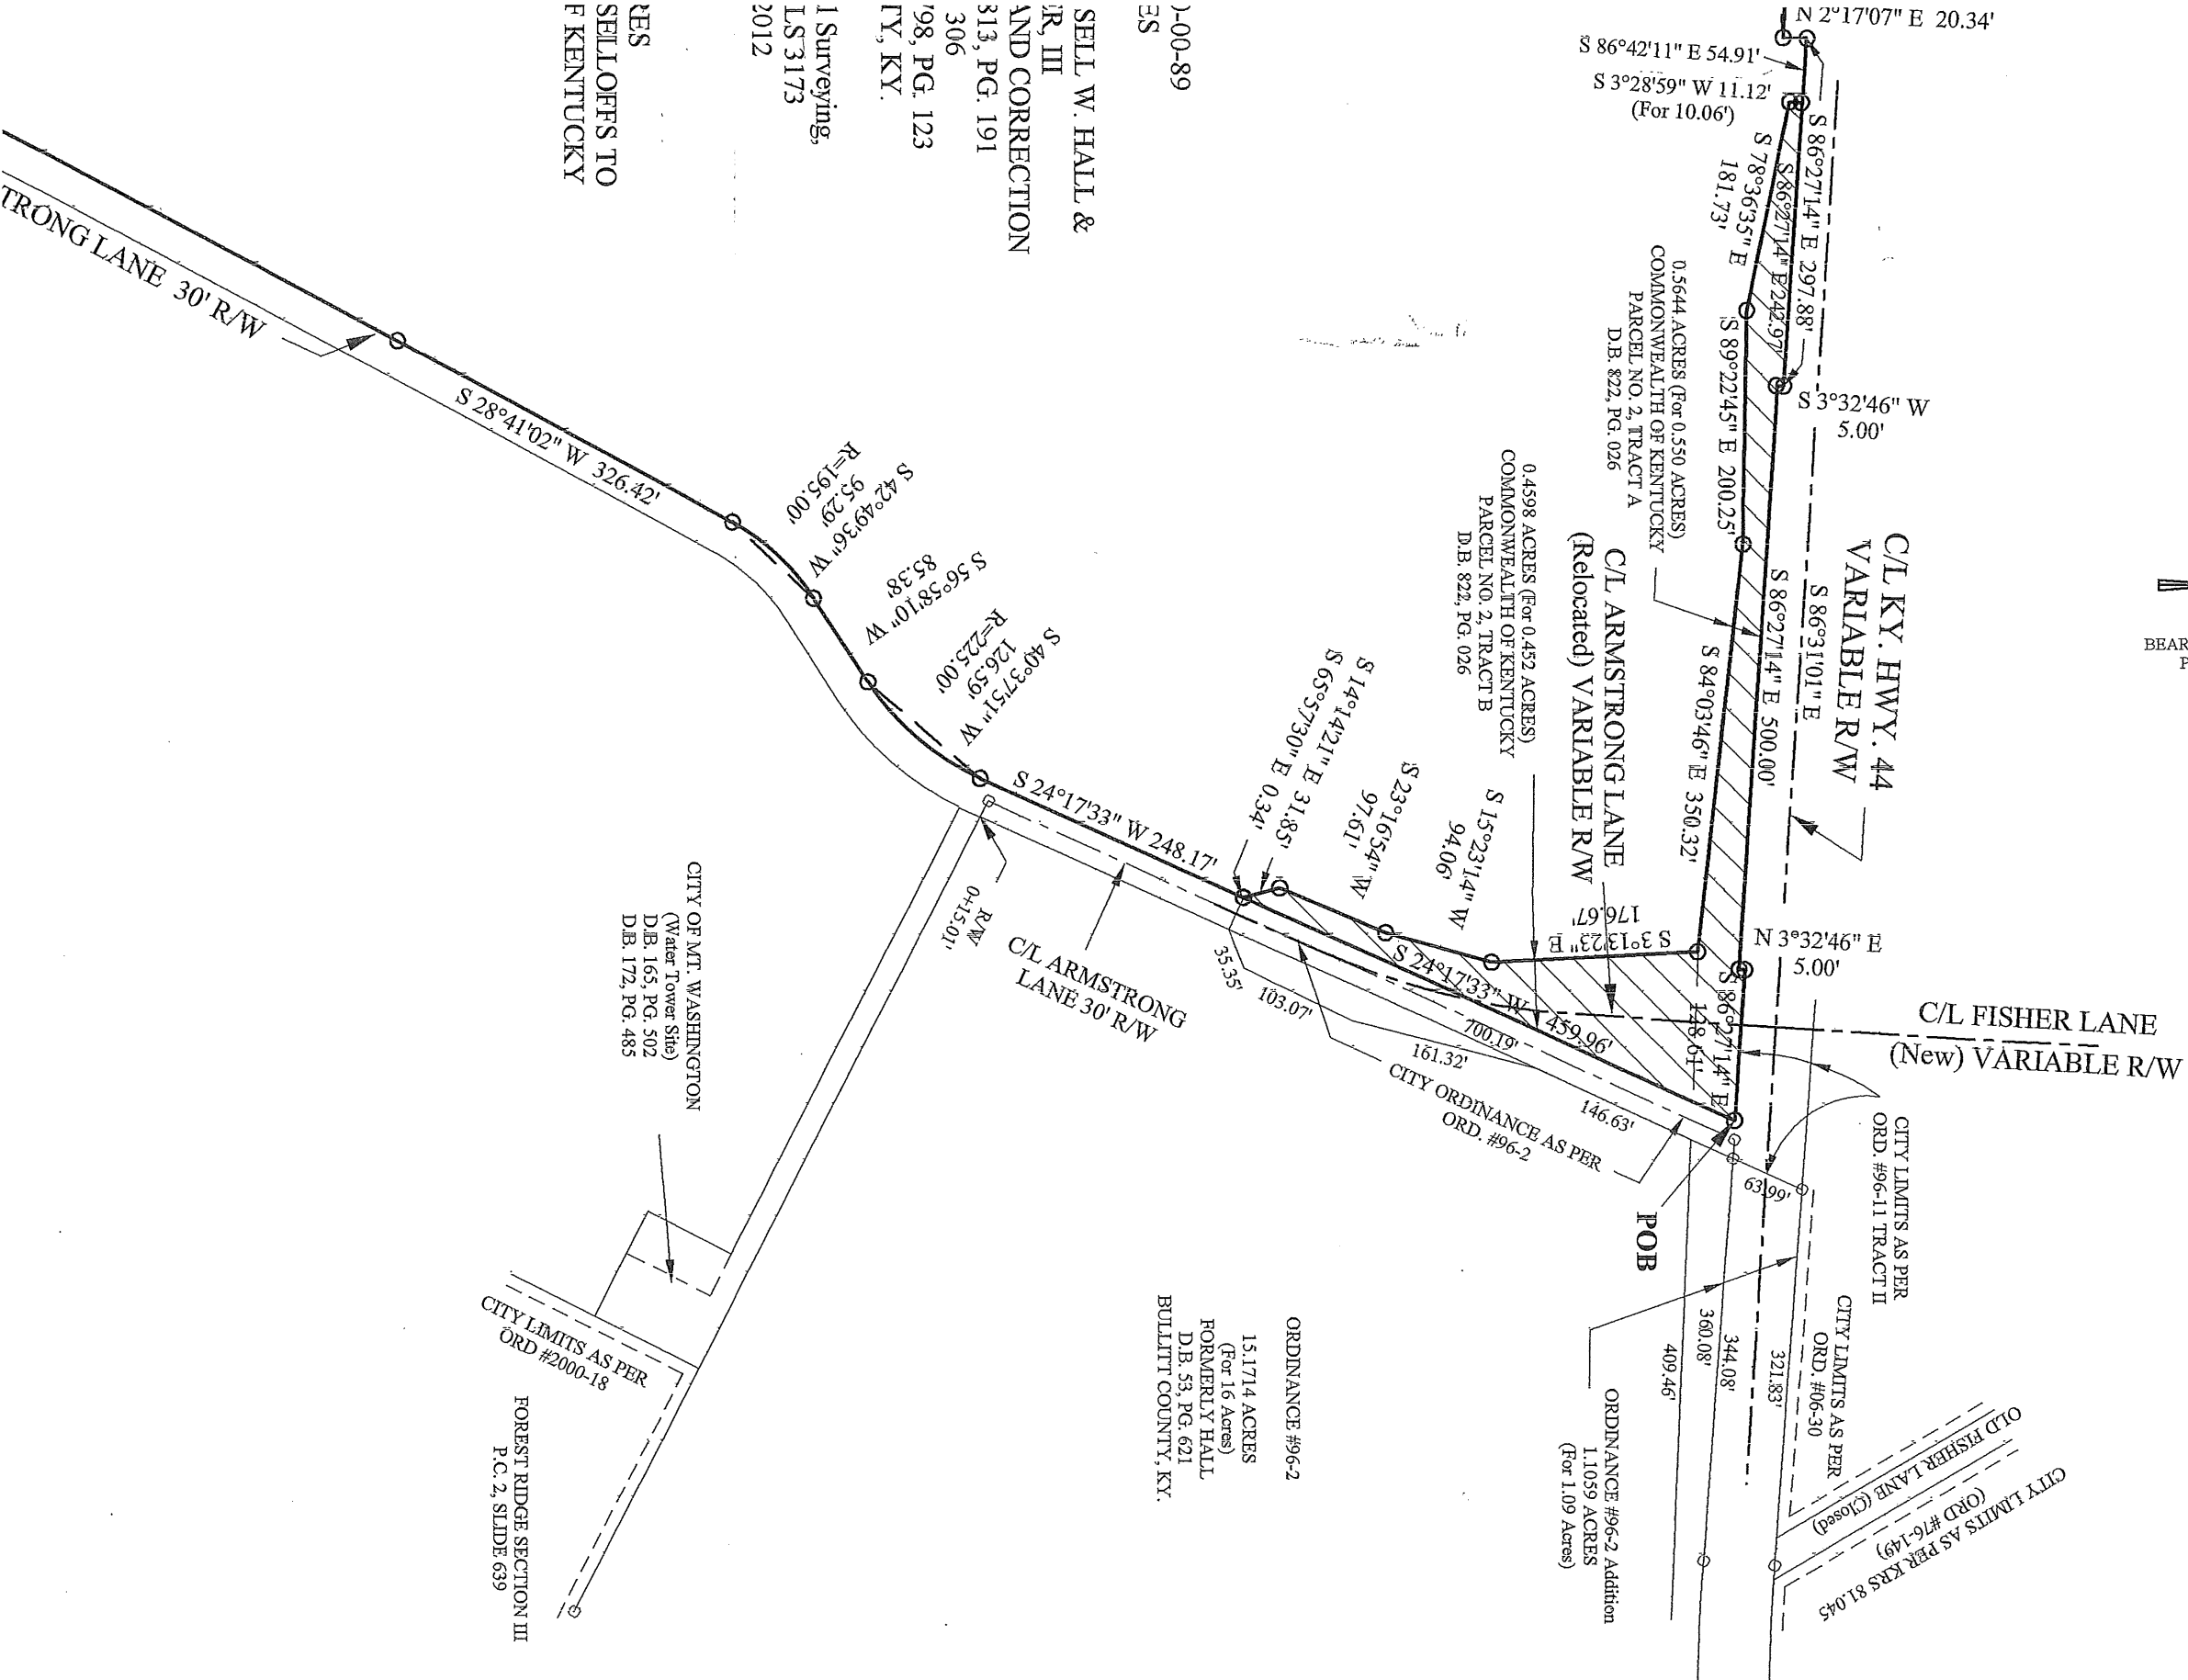 N 2°17'07" E 20.34'
S 86°42'11" E 54.91'
S 3°28'59" W 11.12'
(For 10.06')
S 86°27'14" E 297.88'
S 86°27'14" E 242.97'
S 78°36'35" E
181.73'
S 3°32'46" W
5.00'
)-00-89
ES
SELL W. HALL &
ER, III
AND CORRECTION
313, PG. 191
306
798, PG. 123
TY, KY.
l Surveying,
LS 3173
2012
RES
SELLOFFS TO
F KENTUCKY
TRONG LANE 30' R/W
S 28°41'02" W 326.42'
S 42°49'36" W
95.29'
R=195.00'
S 56°58'10" W
85.38'
S 40°37'51" W
126.59'
R=225.00'
S 24°17'33" W 248.17'
0.5644 ACRES (For 0.550 ACRES)
COMMONWEALTH OF KENTUCKY
PARCEL NO. 2, TRACT A
D.B. 822, PG. 026
S 89°22'45" E 200.25'
0.4598 ACRES (For 0.452 ACRES)
COMMONWEALTH OF KENTUCKY
PARCEL NO. 2, TRACT B
D.B. 822, PG. 026
C/L ARMSTRONG LANE
(Relocated) VARIABLE R/W
C/L KY. HWY. 44
VARIABLE R/W
S 86°31'01" E
S 86°27'14" E 500.00'
S 84°03'46" E 350.32'
BEAR
P
S 14°14'21" E 31.85'
S 65°57'30" E 0.34'
S 23°16'54" W
97.61'
S 15°23'14" W
94.06'
S 3°13'23" E
176.67'
N 3°32'46" E
5.00'
S 86°27'14" E
128.61'
S 24°17'33" W 459.96'
700.19'
35.35'
103.07'
161.32'
146.63'
63.99'
C/L FISHER LANE
(New) VARIABLE R/W
R/W
0+15.01'
C/L ARMSTRONG
LANE 30' R/W
CITY ORDINANCE AS PER
ORD. #96-2
POB
CITY LIMITS AS PER
ORD. #96-11 TRACT II
CITY LIMITS AS PER
ORD. #06-30
321.83'
344.08'
360.08'
409.46'
CITY OF MT. WASHINGTON
(Water Tower Site)
D.B. 165, PG. 502
D.B. 172, PG. 485
CITY LIMITS AS PER
ORD #2000-18
FOREST RIDGE SECTION III
P.C. 2, SLIDE 639
ORDINANCE #96-2
15.1714 ACRES
(For 16 Acres)
FORMERLY HALL
D.B. 53, PG. 621
BULLITT COUNTY, KY.
ORDINANCE #96-2 Addition
1.1059 ACRES
(For 1.09 Acres)
OLD FISHER LANE (Closed)
CITY LIMITS AS PER KRS 81.045
(ORD #76-149)